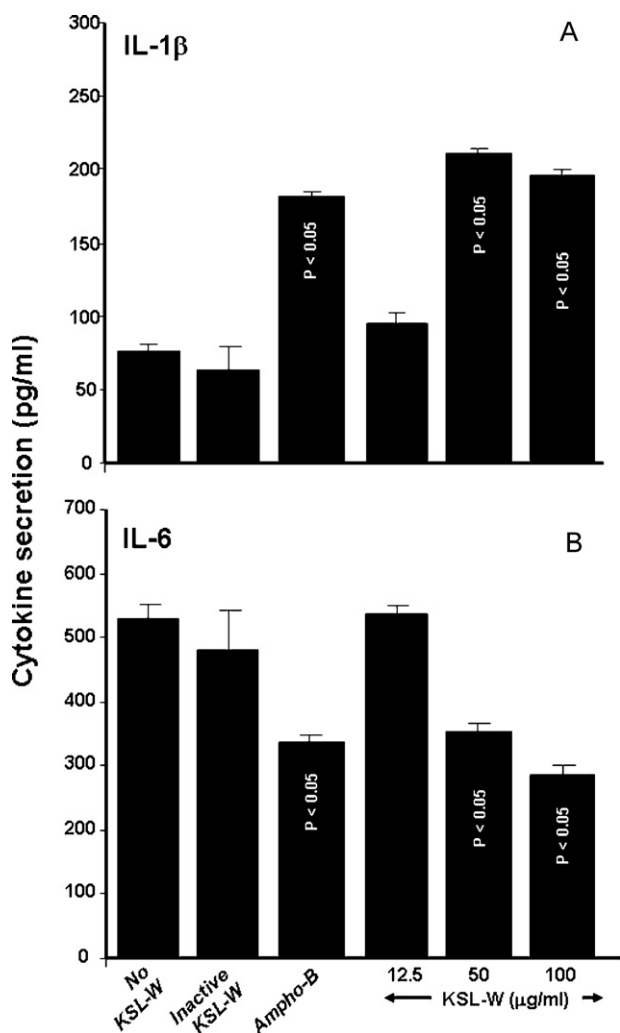 300
IL-1β
A
250
200
150
100
50
0
P < 0.05
P < 0.05
P < 0.05
Cytokine secretion (pg/ml)
700
IL-6
B
600
500
400
300
200
100
0
P < 0.05
P < 0.05
P < 0.05
No
KSL-W
Inactive
KSL-W
Ampho-B
12.5 50 100
KSL-W (µg/ml)